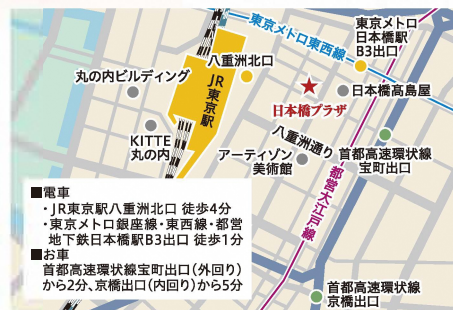 東京メトロ東西線
東京メトロ
日本橋駅
B3出口
八重洲北口
丸の内ビルディング
JR東京駅
日本橋プラザ
日本橋髙島屋
KITTE
丸の内
八重洲通り
アーティゾン
美術館
首都高速環状線
宝町出口
都営大江戸線
首都高速環状線
京橋出口
■電車
・JR東京駅八重洲北口 徒歩4分
・東京メトロ銀座線・東西線・都営
地下鉄日本橋駅B3出口 徒歩1分
■お車
首都高速環状線宝町出口(外回り)
から2分、京橋出口(内回り)から5分